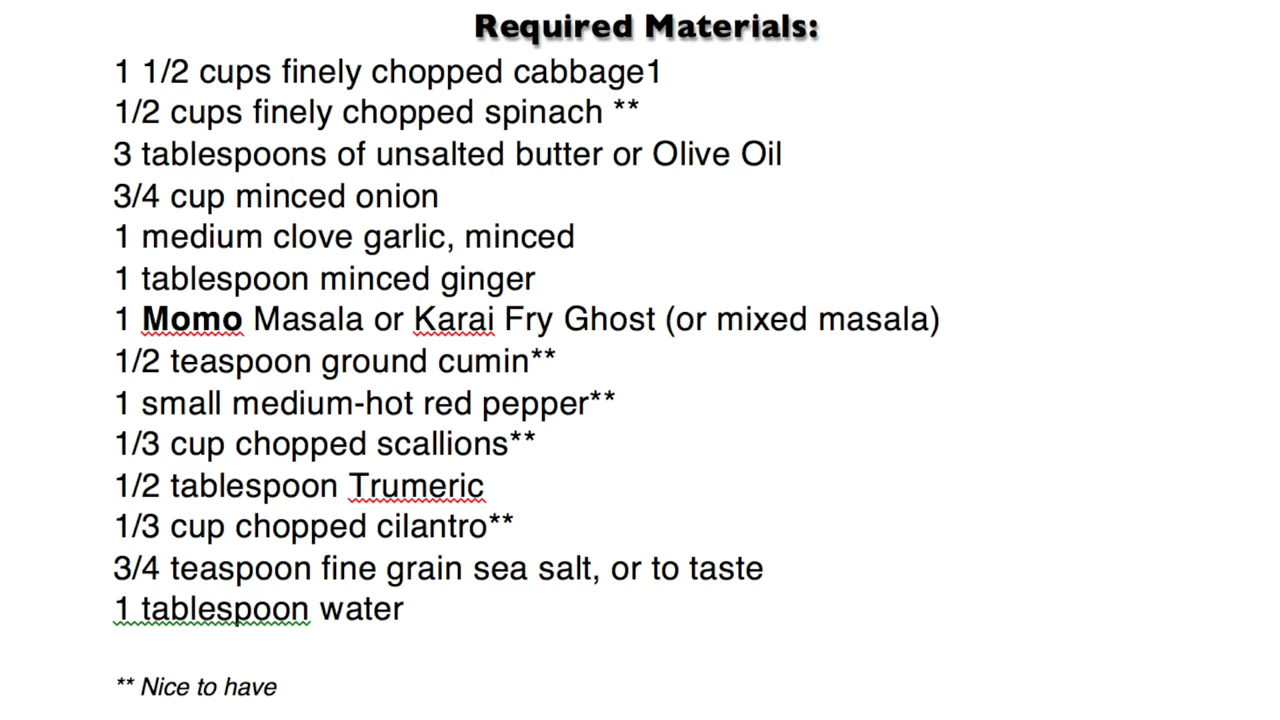 Required Materials:
1 1/2 cups finely chopped cabbage1
1/2 cups finely chopped spinach **
3 tablespoons of unsalted butter or Olive Oil
3/4 cup minced onion
1 medium clove garlic, minced
1 tablespoon minced ginger
1 Momo Masala or Karai Fry Ghost (or mixed masala)
1/2 teaspoon ground cumin**
1 small medium-hot red pepper**
1/3 cup chopped scallions**
1/2 tablespoon Trumeric
1/3 cup chopped cilantro**
3/4 teaspoon fine grain sea salt, or to taste
1 tablespoon water
** Nice to have